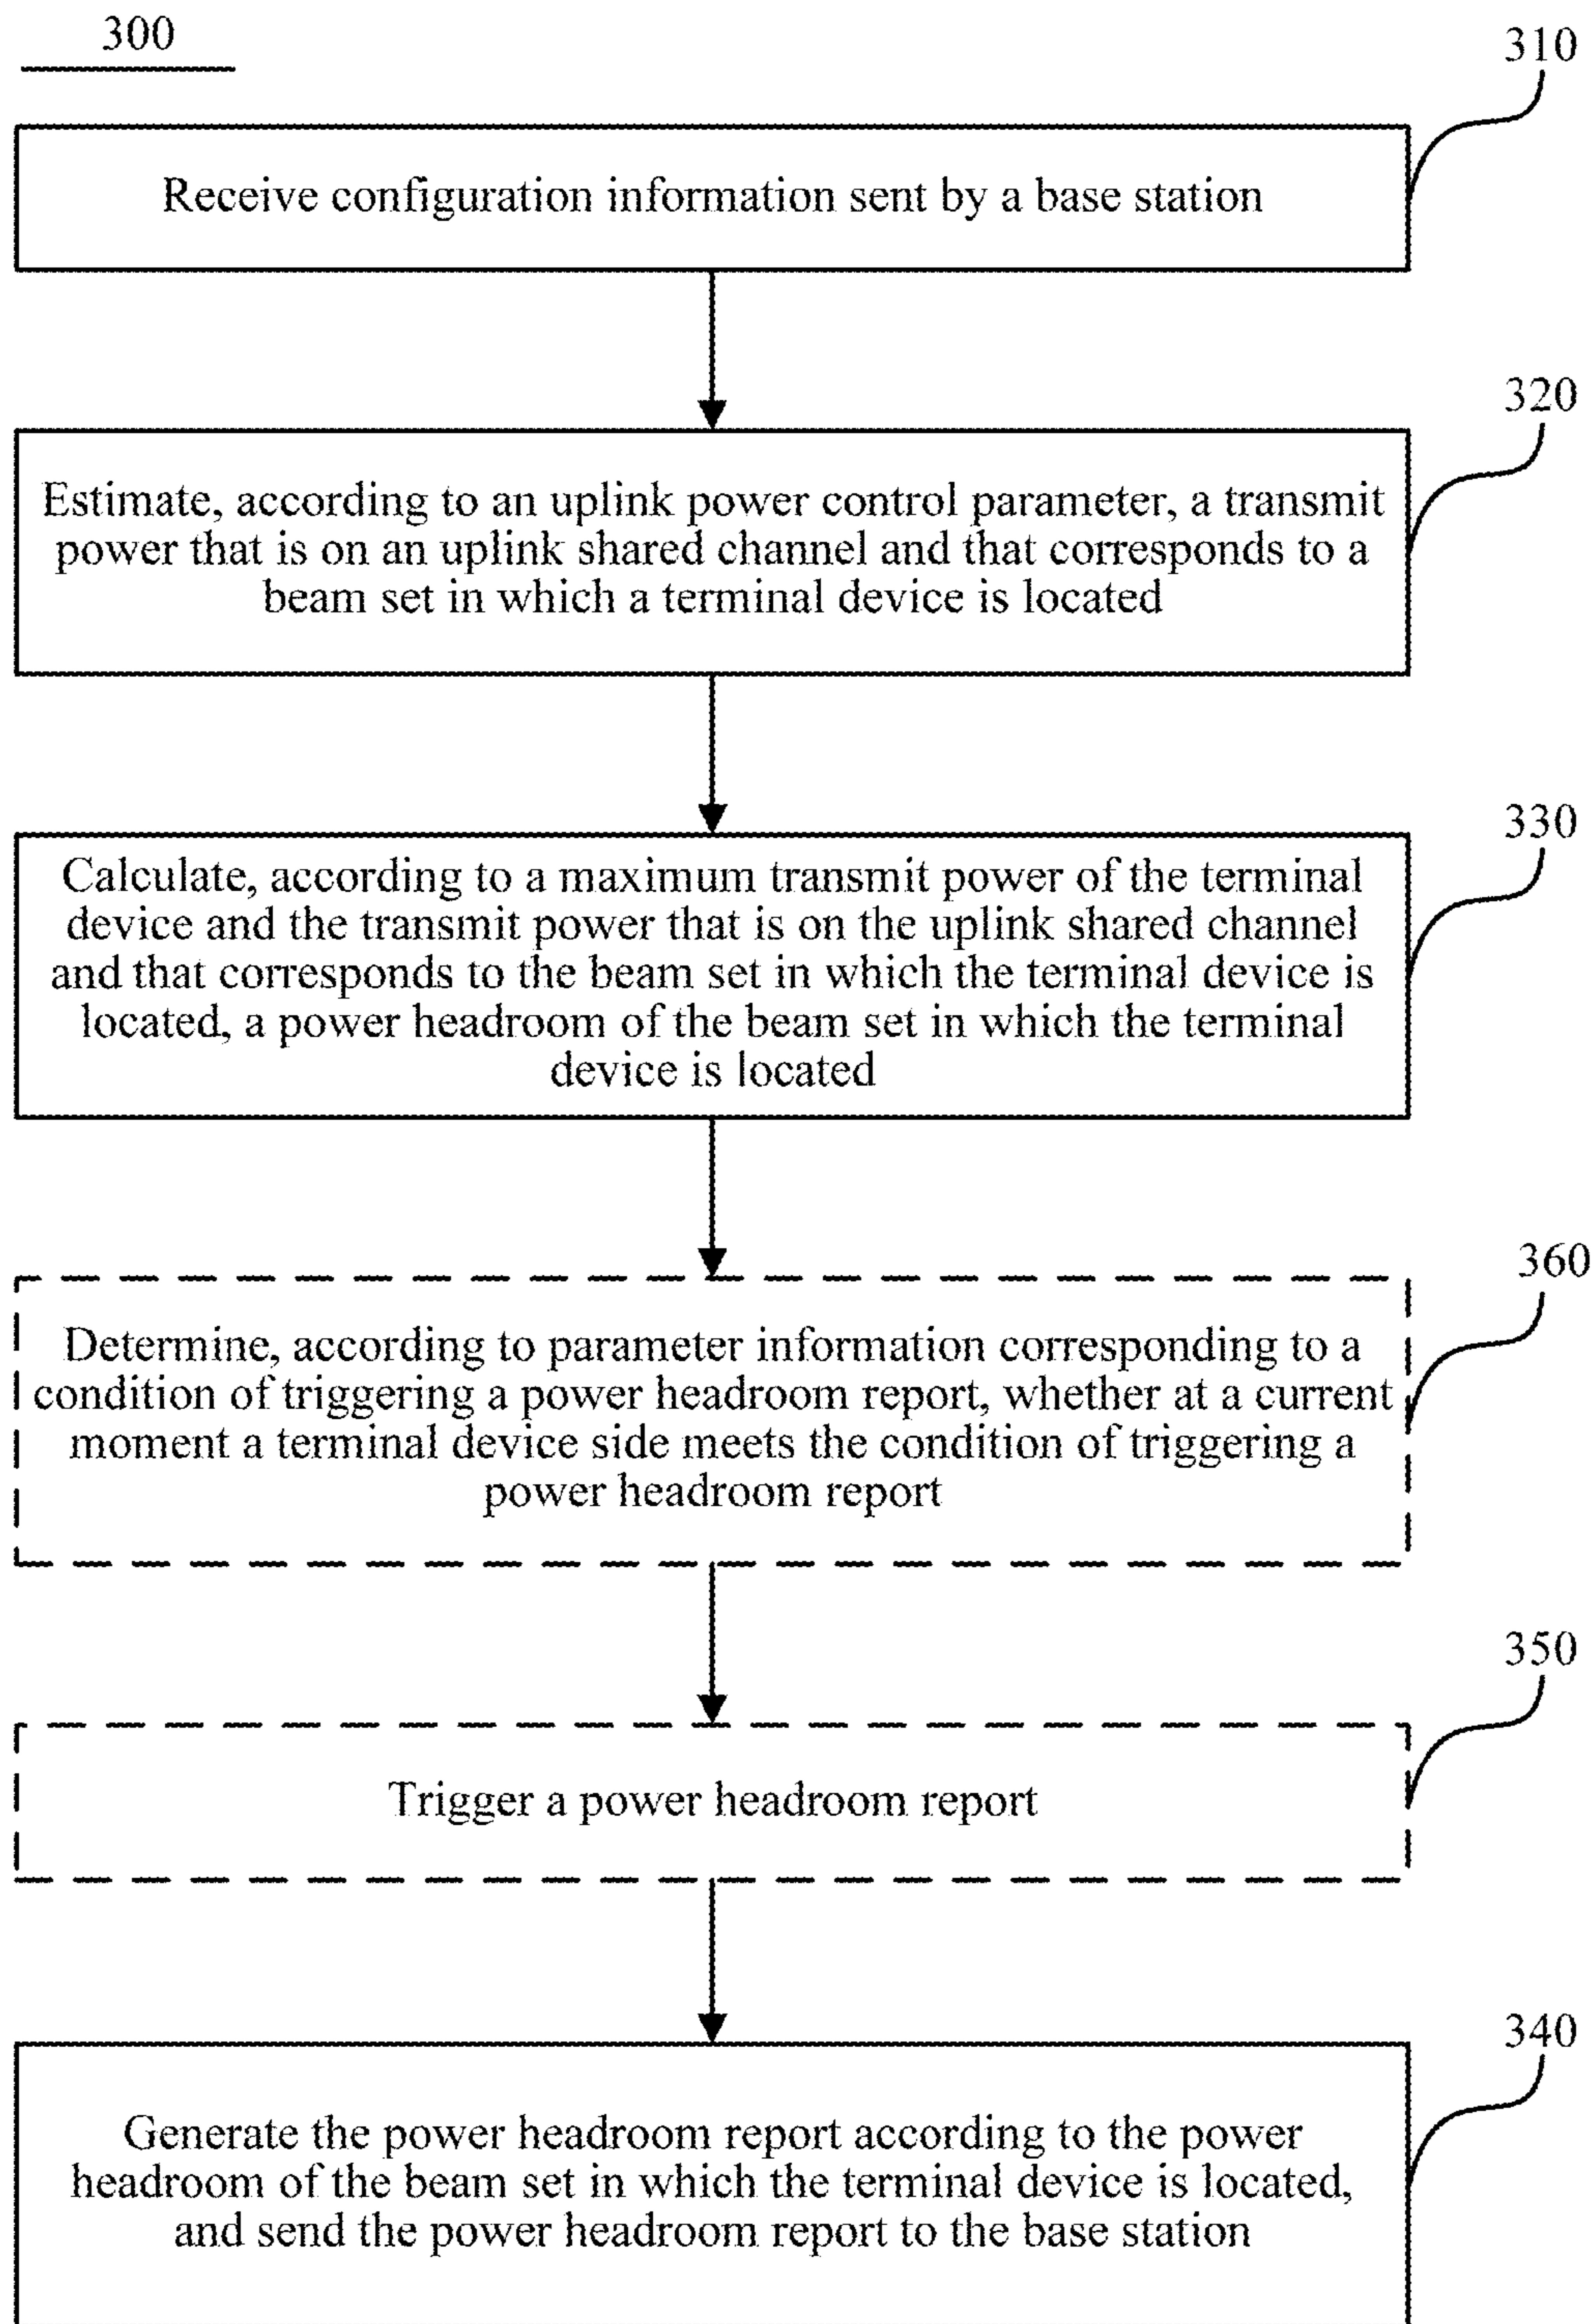 300
310
Receive configuration information sent by a base station
320
Estimate, according to an uplink power control parameter, a transmit
power that is on an uplink shared channel and that corresponds to a
beam set in which a terminal device is located
330
Calculate, according to a maximum transmit power of the terminal
device and the transmit power that is on the uplink shared channel
and that corresponds to the beam set in which the terminal device is
located, a power headroom of the beam set in which the terminal
device is located
360
Determine, according to parameter information corresponding to a
condition of triggering a power headroom report, whether at a current
moment a terminal device side meets the condition of triggering a
power headroom report
350
Trigger a power headroom report
340
Generate the power headroom report according to the power
headroom of the beam set in which the terminal device is located,
and send the power headroom report to the base station